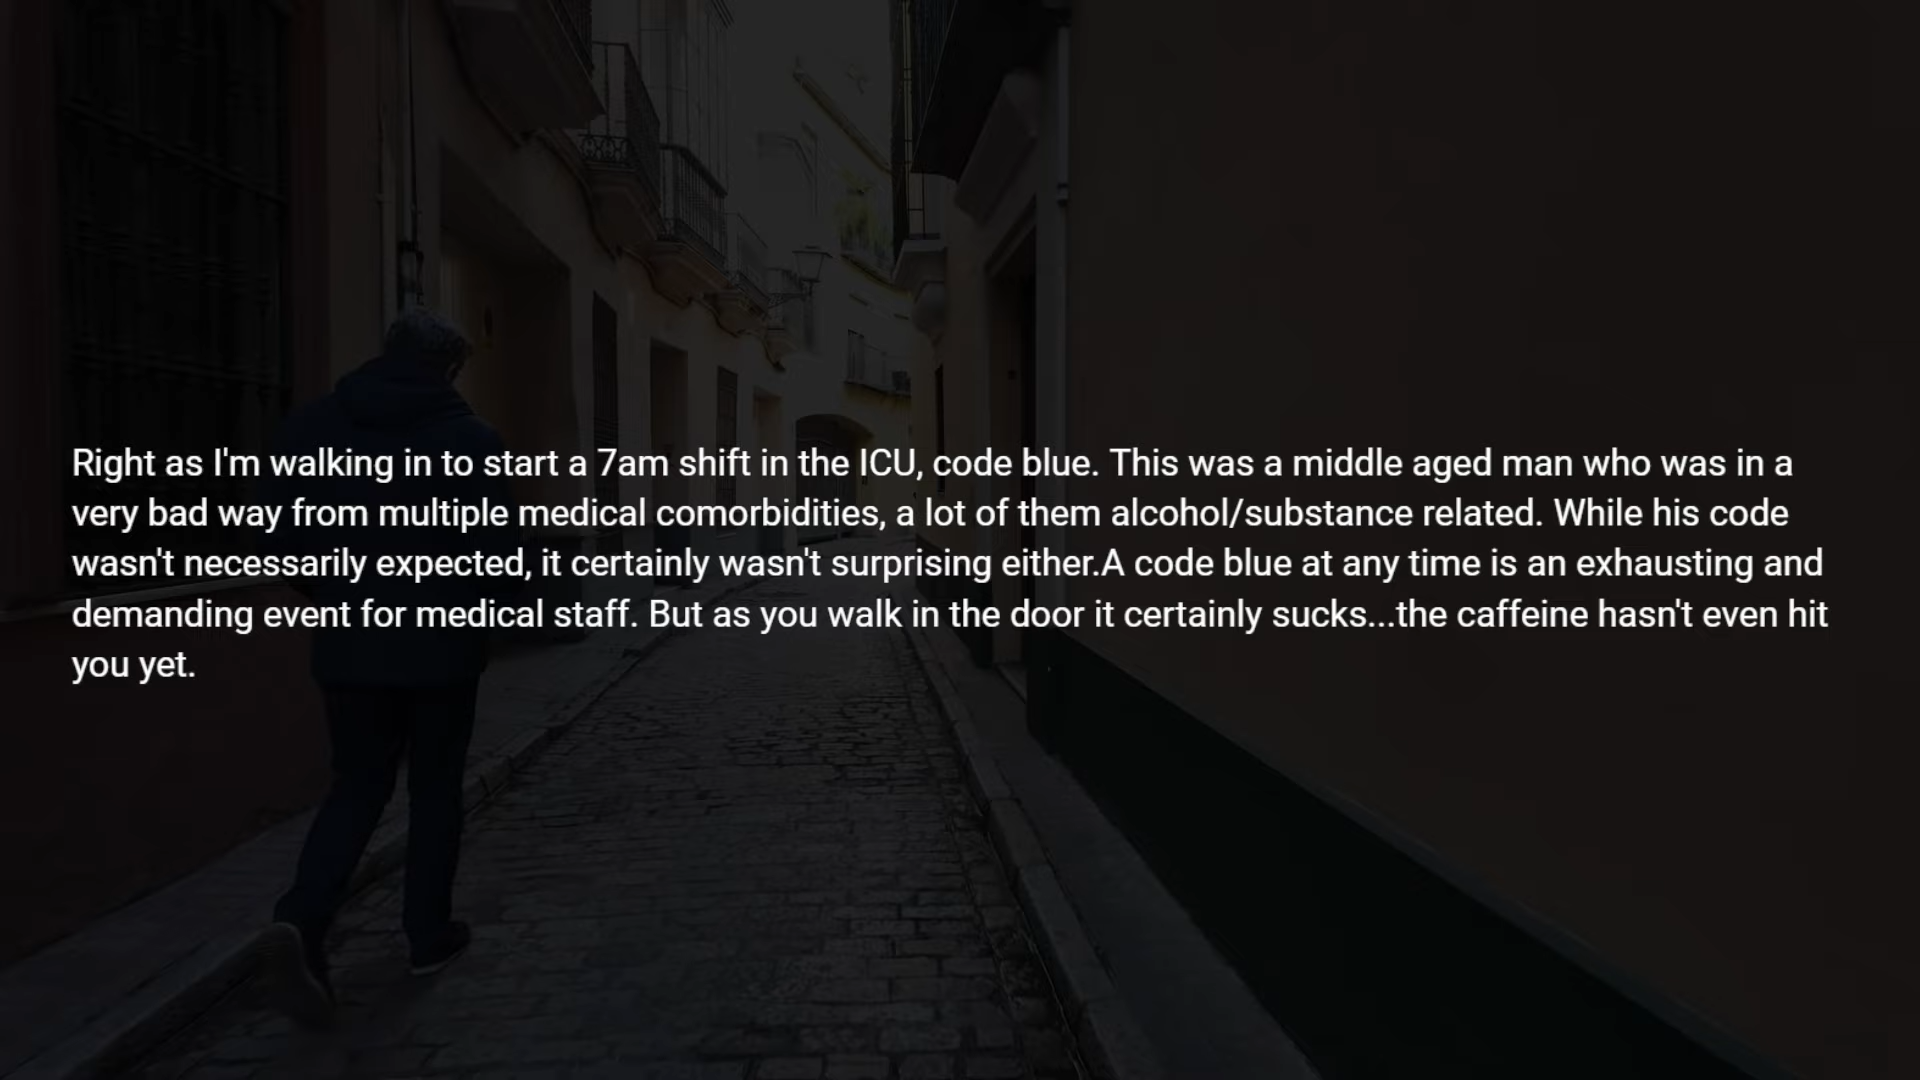 Right as I'm walking in to start a 7am shift in the ICU, code blue. This was a middle aged man who was in a
very bad way from multiple medical comorbidities, a lot of them alcohol/substance related. While his code
wasn't necessarily expected, it certainly wasn't surprising either.A code blue at any time is an exhausting and
demanding event for medical staff. But as you walk in the door it certainly sucks...the caffeine hasn't even hit
you yet.